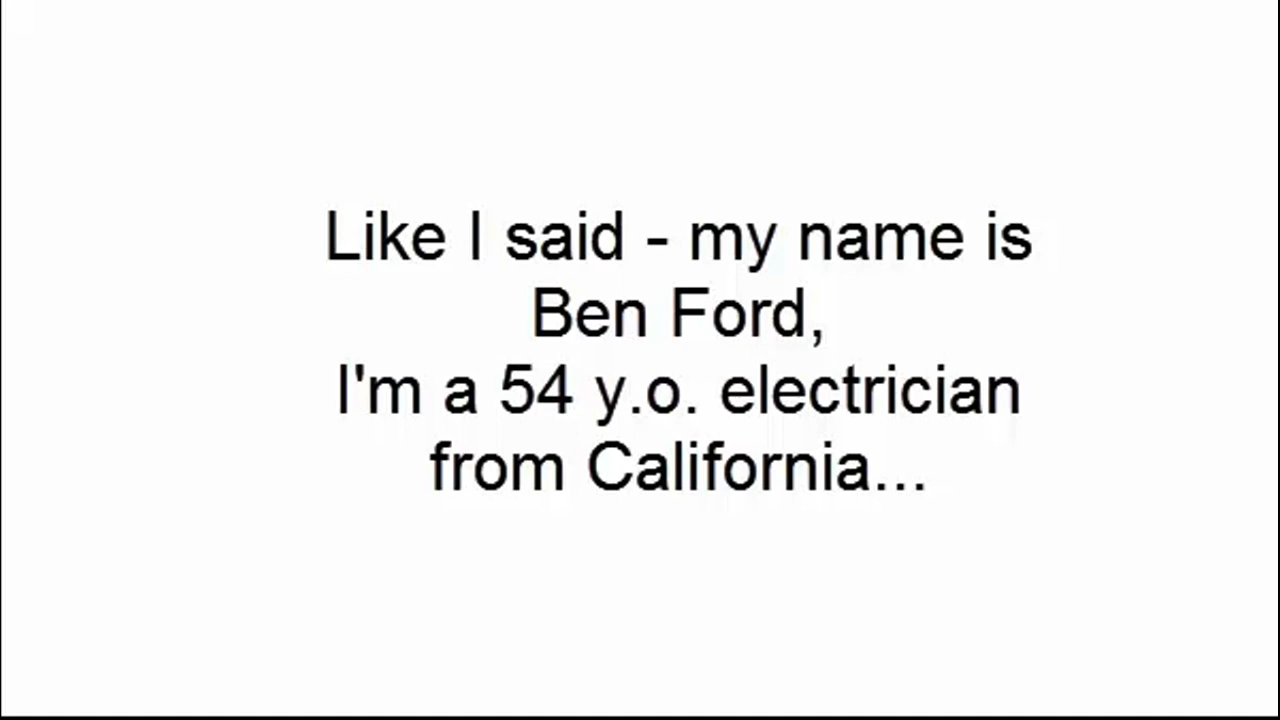 Like I said - my name is
Ben Ford,
I'm a 54 y.o. electrician
from California...